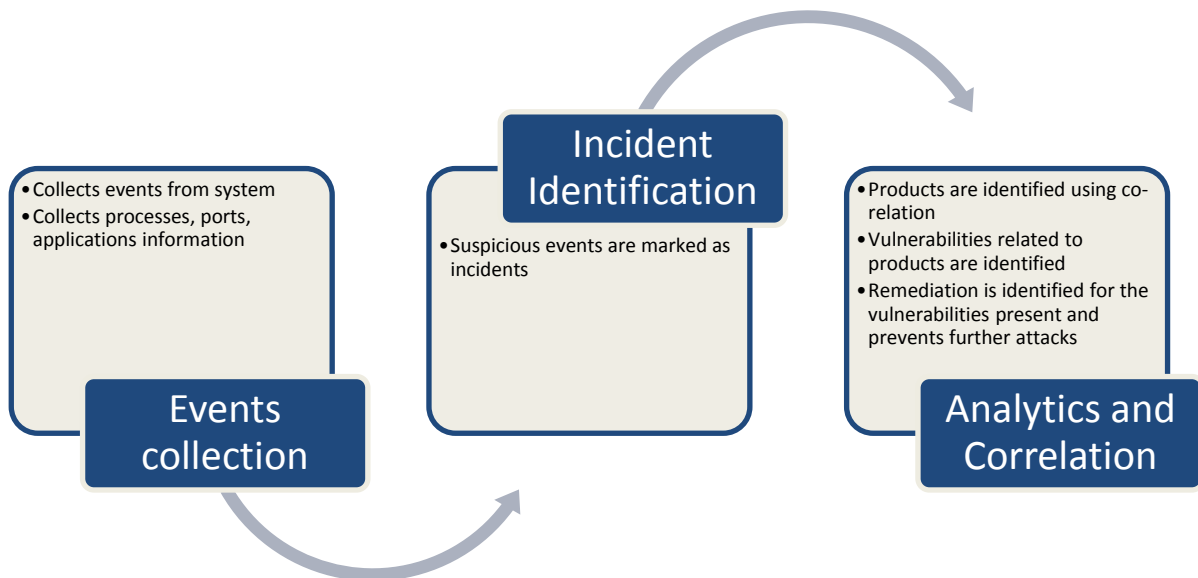 •Collects events from system
•Collects processes, ports,
applications information
Events
collection
Incident
Identification
•Suspicious events are marked as
incidents
•Products are identified using co-
relation
•Vulnerabilities related to
products are identified
•Remediation is identified for the
vulnerabilities present and
prevents further attacks
Analytics and
Correlation